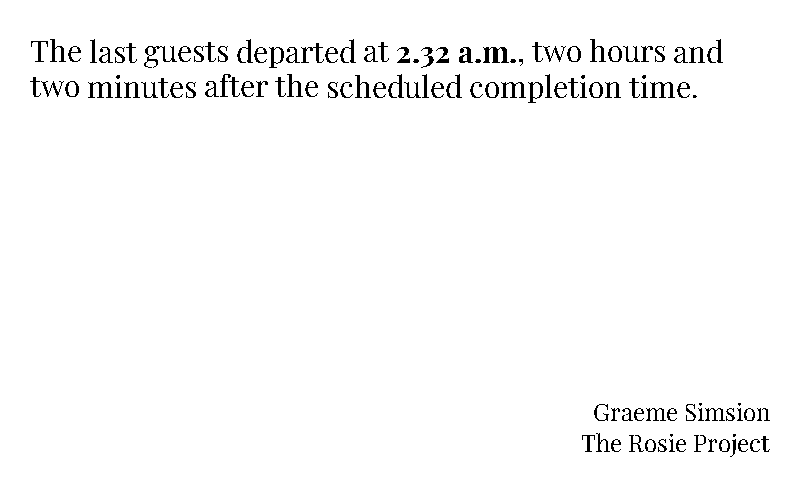 The last guests departed at 2.32 a.m., two hours and
two minutes after the scheduled completion time.
Graeme Simsion
The Rosie Project